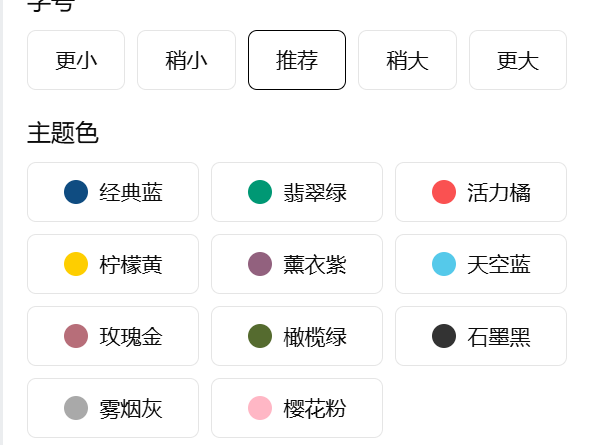 字号
更小 稍小 推荐 稍大 更大
主题色
经典蓝 翡翠绿 活力橘
柠檬黄 薰衣紫 天空蓝
玫瑰金 橄榄绿 石墨黑
雾烟灰 樱花粉